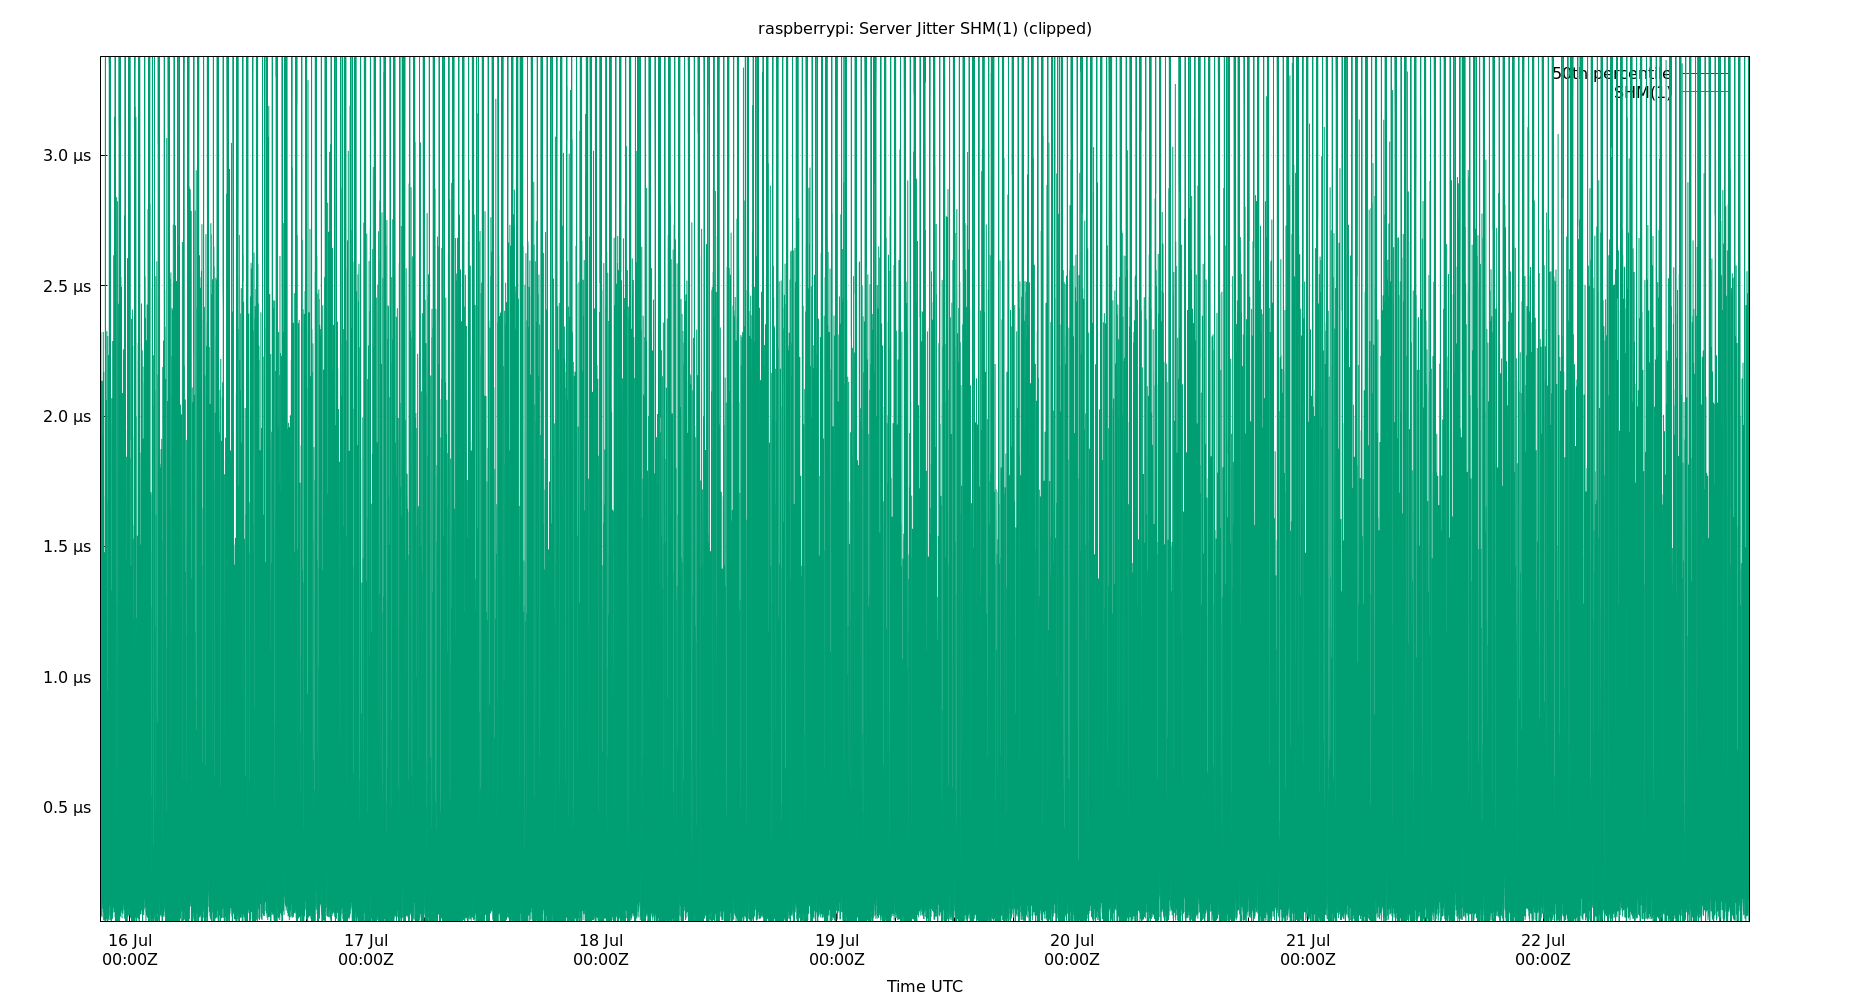 raspberrypi: Server Jitter SHM(1) (clipped)
50th percentile
SHM(1)
3.0 µs
2.5 µs
2.0 µs
1.5 µs
1.0 µs
0.5 µs
16 Jul 17 Jul 18 Jul 19 Jul 20 Jul 21 Jul 22 Jul
00:00Z 00:00Z 00:00Z 00:00Z 00:00Z 00:00Z 00:00Z
Time UTC